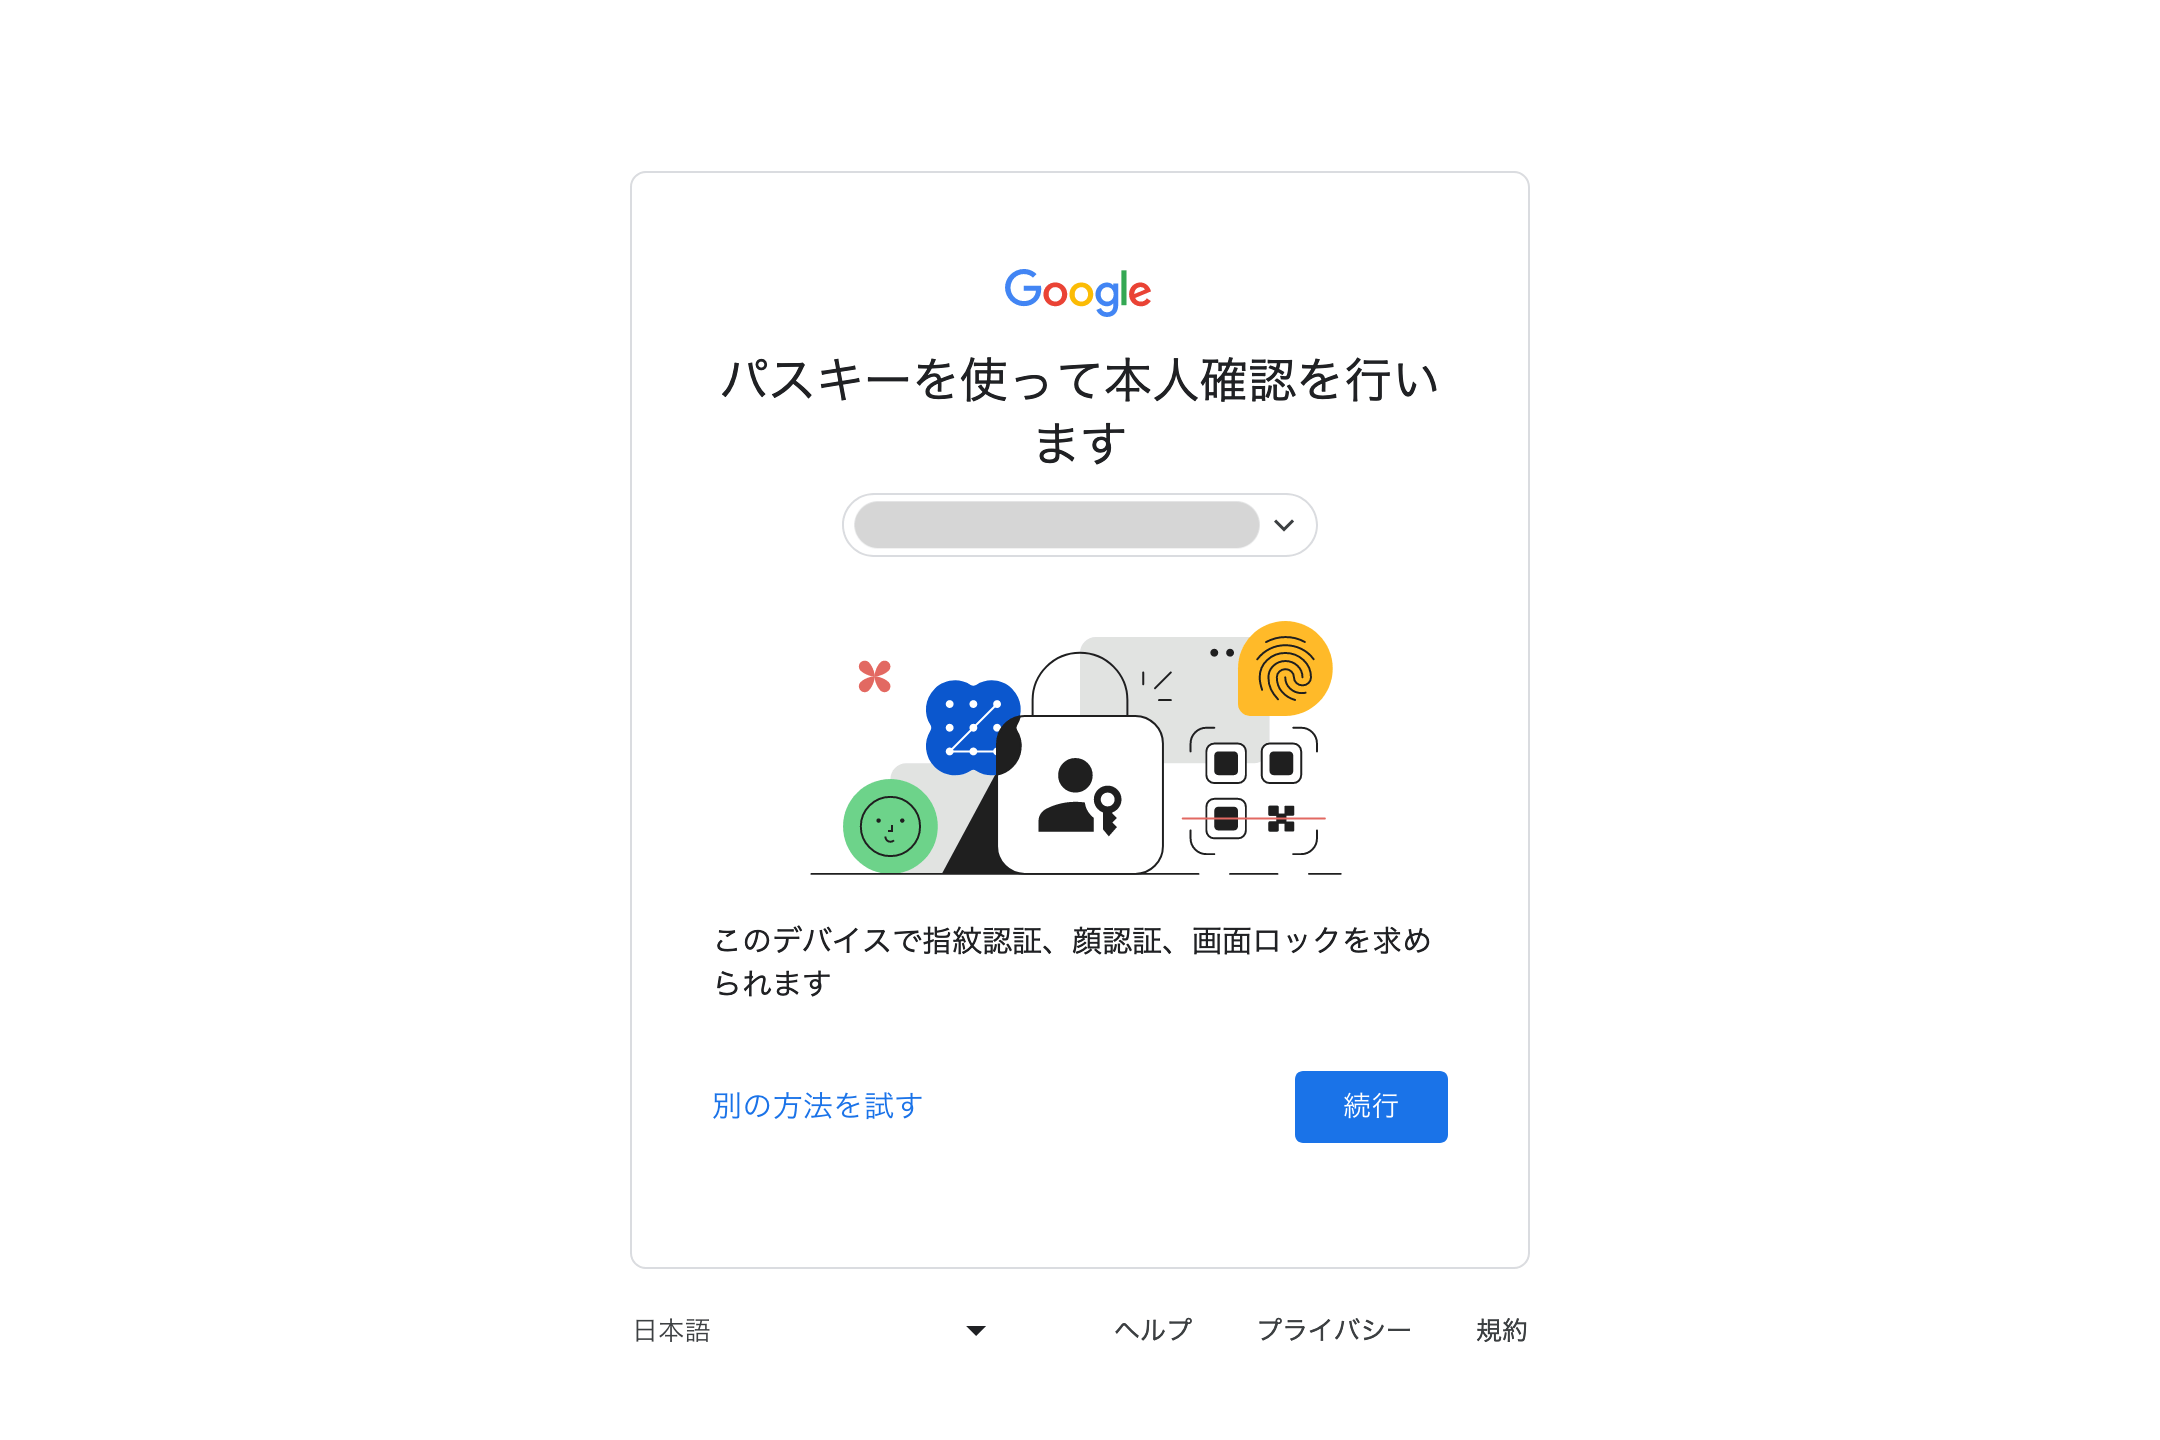 Google
パスキーを使って本人確認を行い
ます
このデバイスで指紋認証、顔認証、画面ロックを求め
られます
別の方法を試す
続行
日本語
ヘルプ
プライバシー
規約